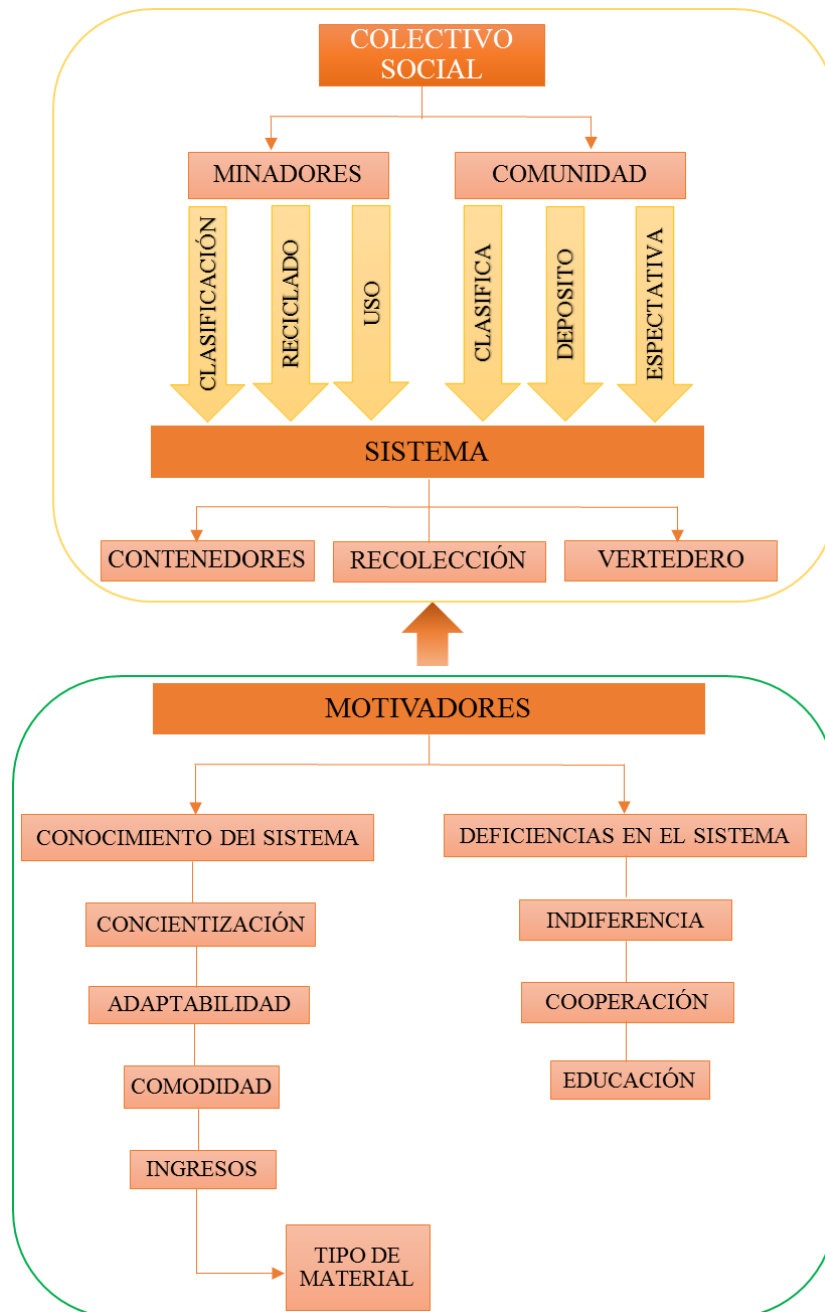 COLECTIVO
SOCIAL
MINADORES
COMUNIDAD
CLASIFICACIÓN
RECICLADO
USO
CLASIFICA
DEPOSITO
ESPECTATIVA
SISTEMA
CONTENEDORES
RECOLECCIÓN
VERTEDERO
MOTIVADORES
CONOCIMIENTO DEl SISTEMA
DEFICIENCIAS EN EL SISTEMA
CONCIENTIZACIÓN
INDIFERENCIA
ADAPTABILIDAD
COOPERACIÓN
COMODIDAD
EDUCACIÓN
INGRESOS
TIPO DE
MATERIAL